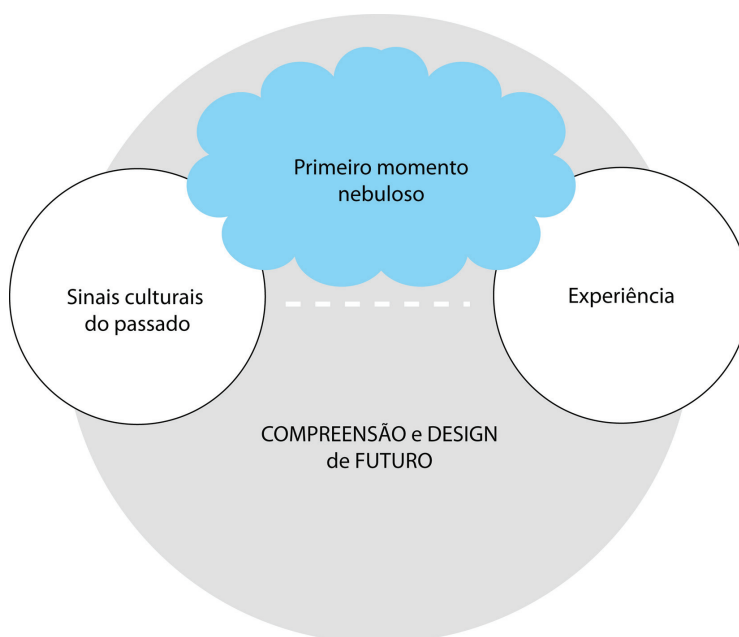 Primeiro momento
nebuloso
Sinais culturais
do passado
Experiência
COMPREENSÃO e DESIGN
de FUTURO